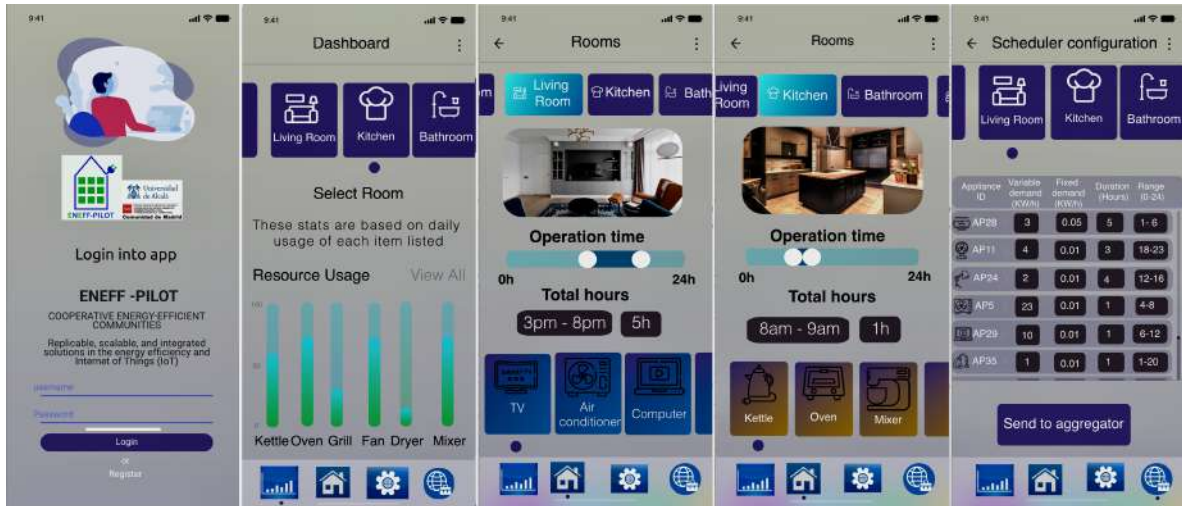 9:41
ENEFF-PILOT
Universidad
de Alcalá
Comunidad de Madrid
Login into app
ENEFF -PILOT
COOPERATIVE ENERGY-EFFICIENT
COMMUNITIES
Replicable, scalable, and integrated
solutions in the energy efficiency and
Internet of Things (IoT)
username
Password
Login
or
Register
9:41
Dashboard
Living Room
Kitchen
Bathroom
Select Room
These stats are based on daily
usage of each item listed
Resource Usage View All
100
50
0
Kettle Oven Grill Fan Dryer Mixer
9:41
Rooms
om
Living
Room
Kitchen
Bath
Operation time
0h 24h
Total hours
3pm - 8pm 5h
TV
Air
conditioner
Computer
9:41
Rooms
Living
Room
Kitchen
Bathroom
Operation time
0h 24h
Total hours
8am - 9am 1h
Kettle
Oven
Mixer
9:41
Scheduler configuration
Living Room
Kitchen
Bathroom
Appliance ID Variable demand (KW/h) Fixed demand (KW/h) Duration (Hours) Range (0-24)
AP28 3 0.05 5 1- 6
AP11 4 0.01 3 18-23
AP24 2 0.01 4 12-16
AP5 23 0.01 1 4-8
AP29 10 0.01 1 6-12
AP35 1 0.01 1 1-20
Send to aggregator